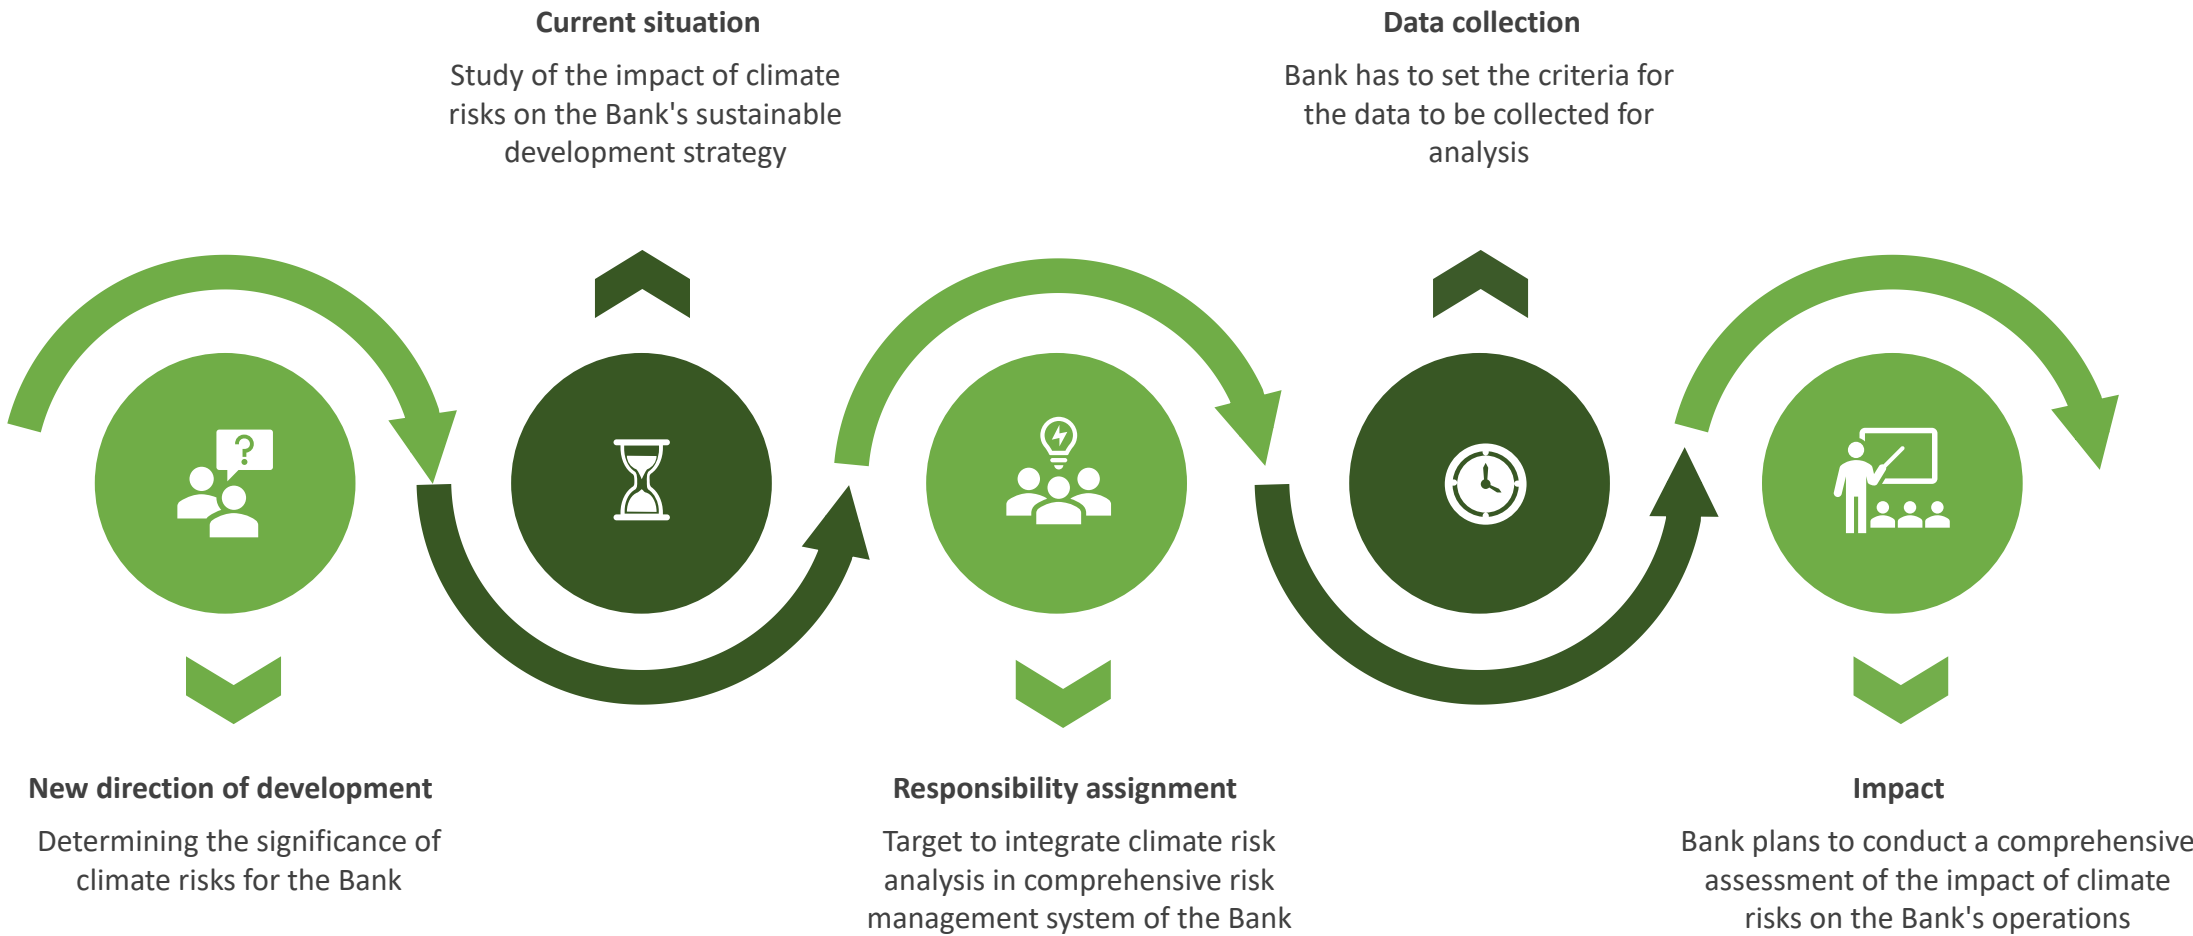 Current situation
Study of the impact of climate
risks on the Bank's sustainable
development strategy
Data collection
Bank has to set the criteria for
the data to be collected for
analysis
?
New direction of development
Determining the significance of
climate risks for the Bank
Responsibility assignment
Target to integrate climate risk
analysis in comprehensive risk
management system of the Bank
Impact
Bank plans to conduct a comprehensive
assessment of the impact of climate
risks on the Bank's operations